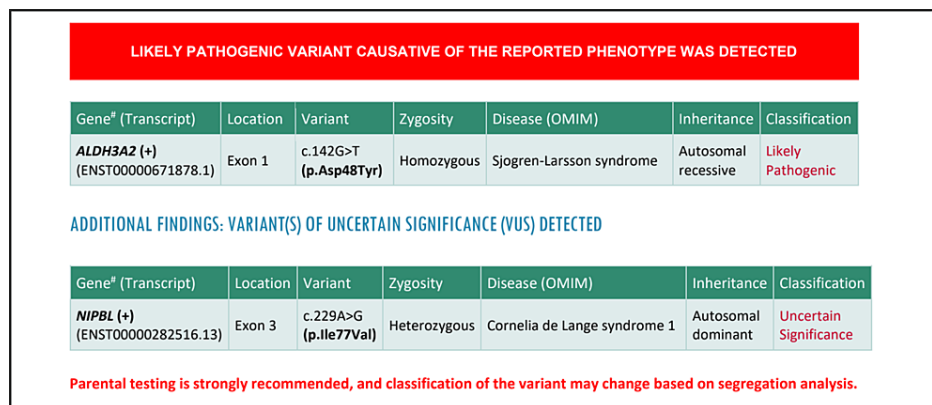 LIKELY PATHOGENIC VARIANT CAUSATIVE OF THE REPORTED PHENOTYPE WAS DETECTED
Gene# (Transcript) Location Variant Zygosity Disease (OMIM) Inheritance Classification
ALDH3A2 (+) (ENST00000671878.1) Exon 1 c.142G>T (p.Asp48Tyr) Homozygous Sjogren-Larsson syndrome Autosomal recessive Likely Pathogenic
ADDITIONAL FINDINGS: VARIANT(S) OF UNCERTAIN SIGNIFICANCE (VUS) DETECTED
Gene# (Transcript) Location Variant Zygosity Disease (OMIM) Inheritance Classification
NIPBL (+) (ENST00000282516.13) Exon 3 c.229A>G (p.Ile77Val) Heterozygous Cornelia de Lange syndrome 1 Autosomal dominant Uncertain Significance
Parental testing is strongly recommended, and classification of the variant may change based on segregation analysis.